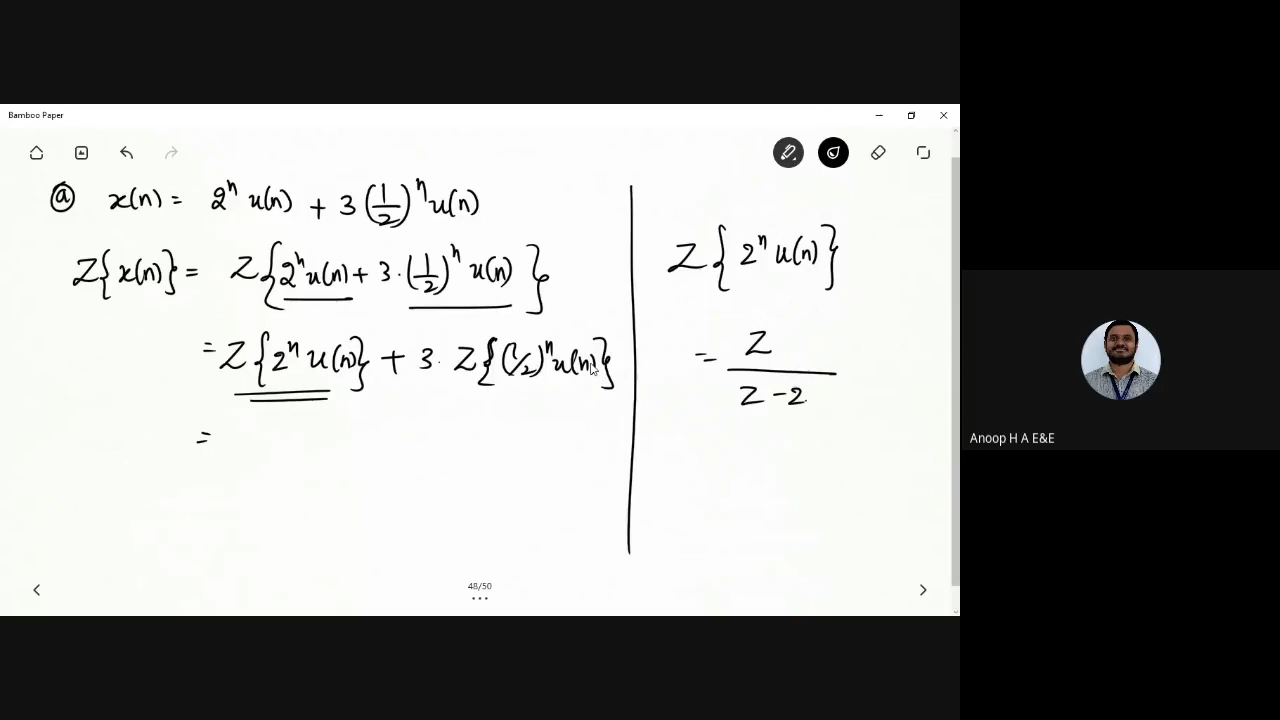 Bamboo Paper
ⓐ x(n) = 2ⁿ u(n) + 3 (1/2)ⁿ u(n)
Z{x(n)} = Z{2ⁿ u(n) + 3 · (1/2)ⁿ u(n)}
= Z{2ⁿ u(n)} + 3 · Z{(1/2)ⁿ u(n)}
=
Z{2ⁿ u(n)}
= Z / (Z - 2)
48/50
Anoop H A E&E